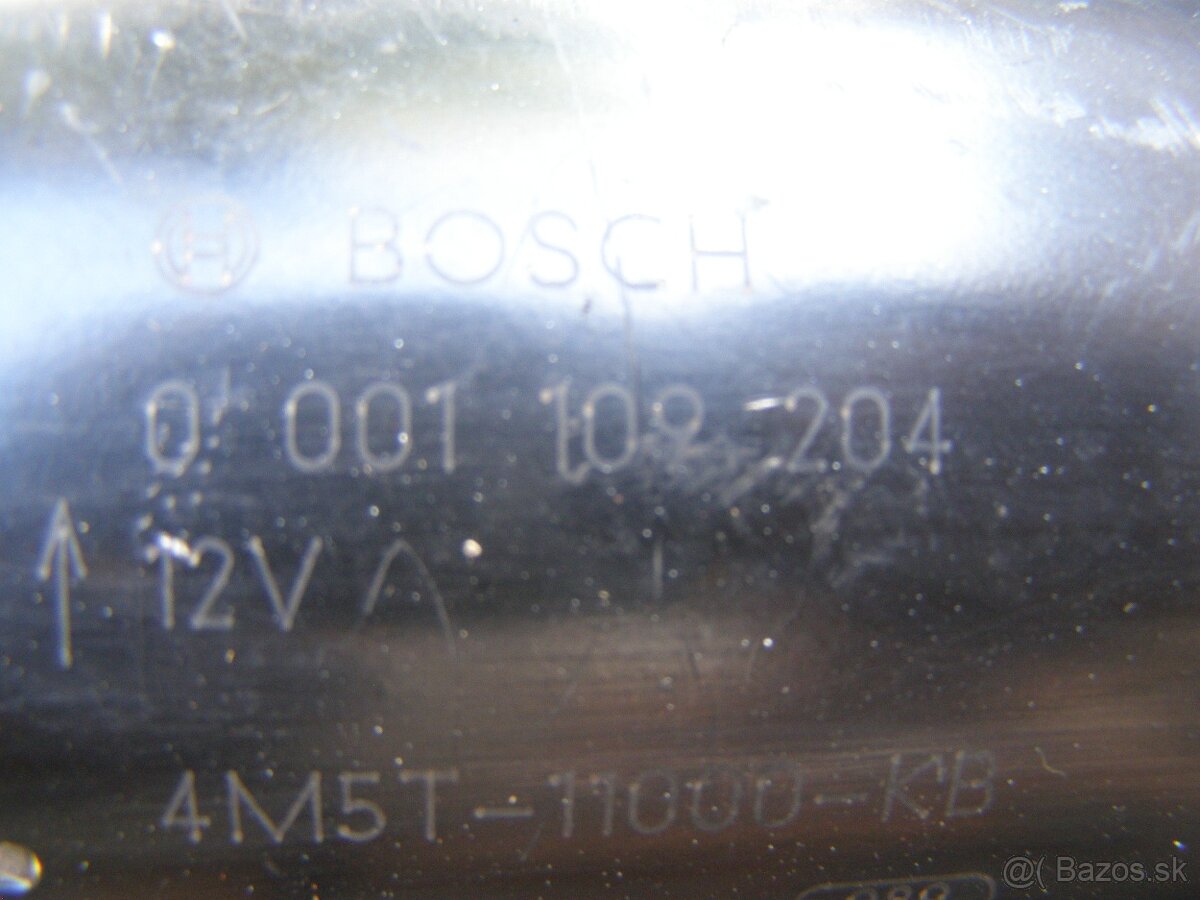 BOSCH
0 001 109 204
12V
4M5T-11000-KB
@( Bazos.sk